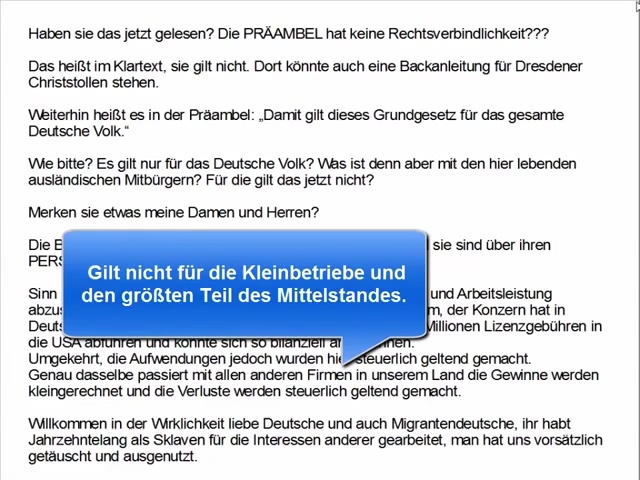 Haben sie das jetzt gelesen? Die PRÄAMBEL hat keine Rechtsverbindlichkeit???
Das heißt im Klartext, sie gilt nicht. Dort könnte auch eine Backanleitung für Dresdener
Christstollen stehen.
Weiterhin heißt es in der Präambel: „Damit gilt dieses Grundgesetz für das gesamte
Deutsche Volk.“
Wie bitte? Es gilt nur für das Deutsche Volk? Was ist denn aber mit den hier lebenden
ausländischen Mitbürgern? Für die gilt das jetzt nicht?
Merken sie etwas meine Damen und Herren?
Die sie sind über ihren
Gilt nicht für die Kleinbetriebe und
den größten Teil des Mittelstandes.
Sinn und Arbeitsleistung
der Konzern hat in
Millionen Lizenzgebühren in
die USA abführen und konnte sich so bilanziell
Umgekehrt, die Aufwendungen jedoch wurden steuerlich geltend gemacht.
Genau dasselbe passiert mit allen anderen Firmen in unserem Land die Gewinne werden
kleingerechnet und die Verluste werden steuerlich geltend gemacht.
Willkommen in der Wirklichkeit liebe Deutsche und auch Migrantendeutsche, ihr habt
Jahrzehntelang als Sklaven für die Interessen anderer gearbeitet, man hat uns vorsätzlich
getäuscht und ausgenutzt.